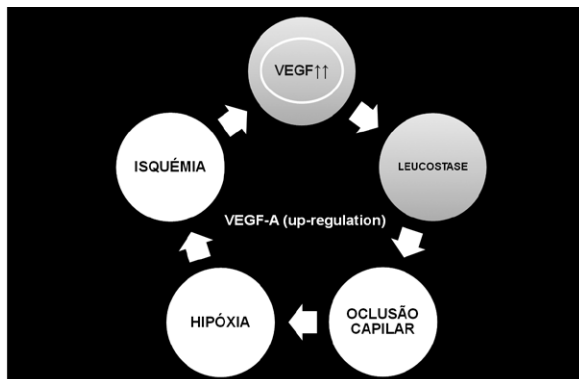 VEGF↑↑
LEUCOSTASE
OCLUSÃO
CAPILAR
HIPÓXIA
ISQUÉMIA
VEGF-A (up-regulation)